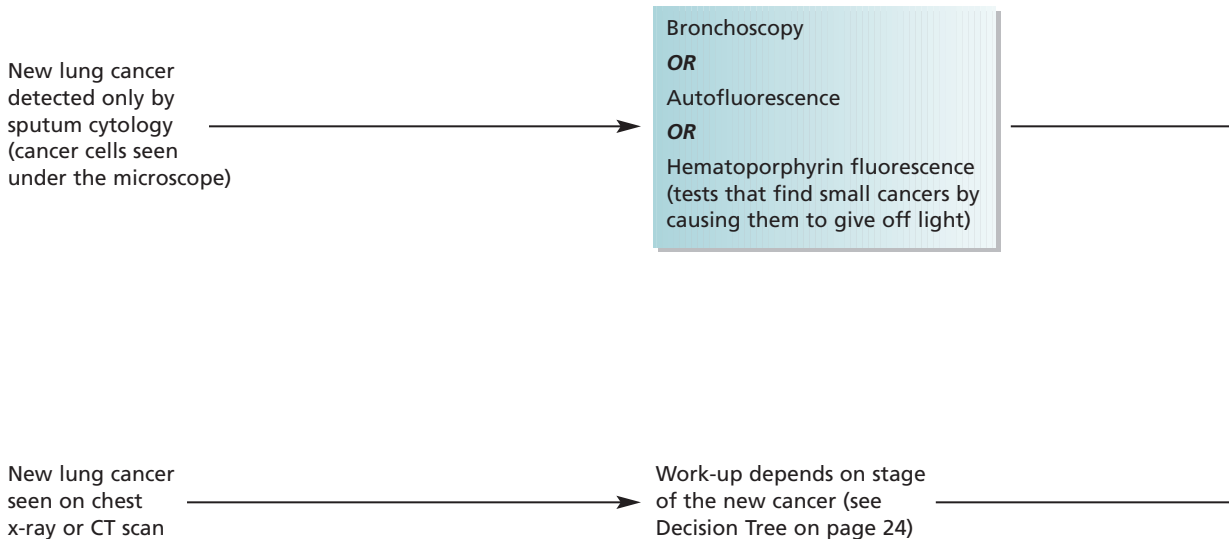 New lung cancer
detected only by
sputum cytology
(cancer cells seen
under the microscope)
Bronchoscopy
OR
Autofluorescence
OR
Hematoporphyrin fluorescence
(tests that find small cancers by
causing them to give off light)
New lung cancer
seen on chest
x-ray or CT scan
Work-up depends on stage
of the new cancer (see
Decision Tree on page 24)